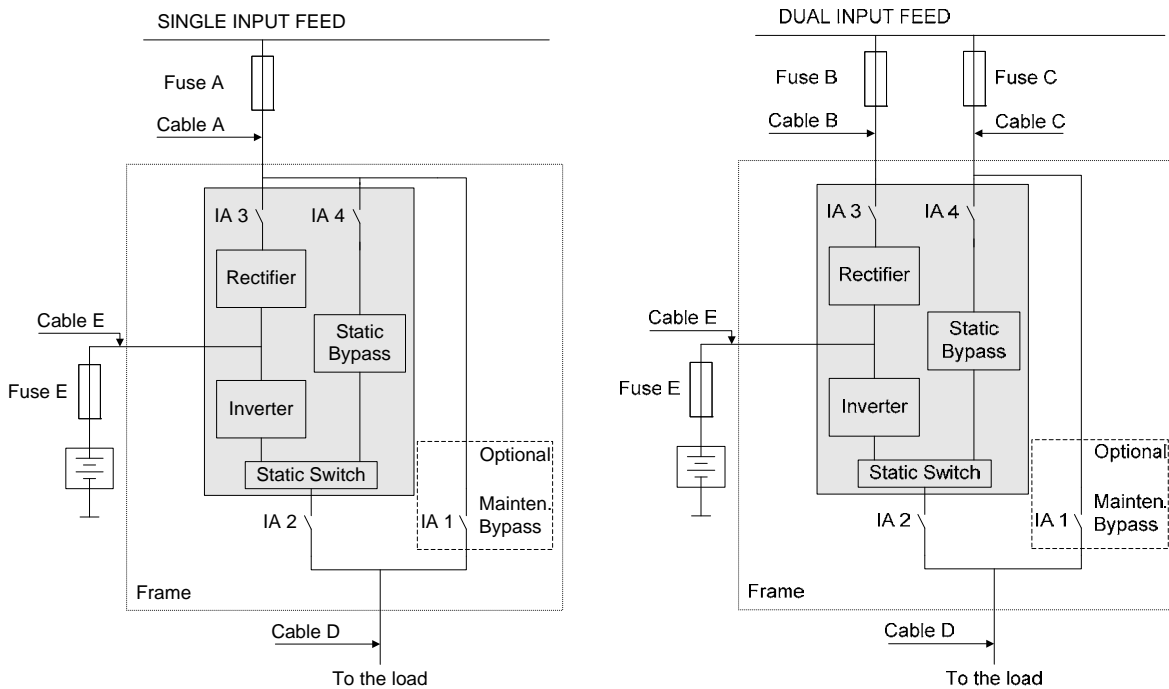 SINGLE INPUT FEED
Fuse A
Cable A
IA 3
IA 4
Rectifier
Cable E
Static
Bypass
Fuse E
Inverter
Static Switch
Optional
IA 2
IA 1
Mainten.
Bypass
Frame
Cable D
To the load
DUAL INPUT FEED
Fuse B
Fuse C
Cable B
Cable C
IA 3
IA 4
Rectifier
Cable E
Static
Bypass
Fuse E
Inverter
Static Switch
Optional
IA 2
IA 1
Mainten.
Bypass
Frame
Cable D
To the load